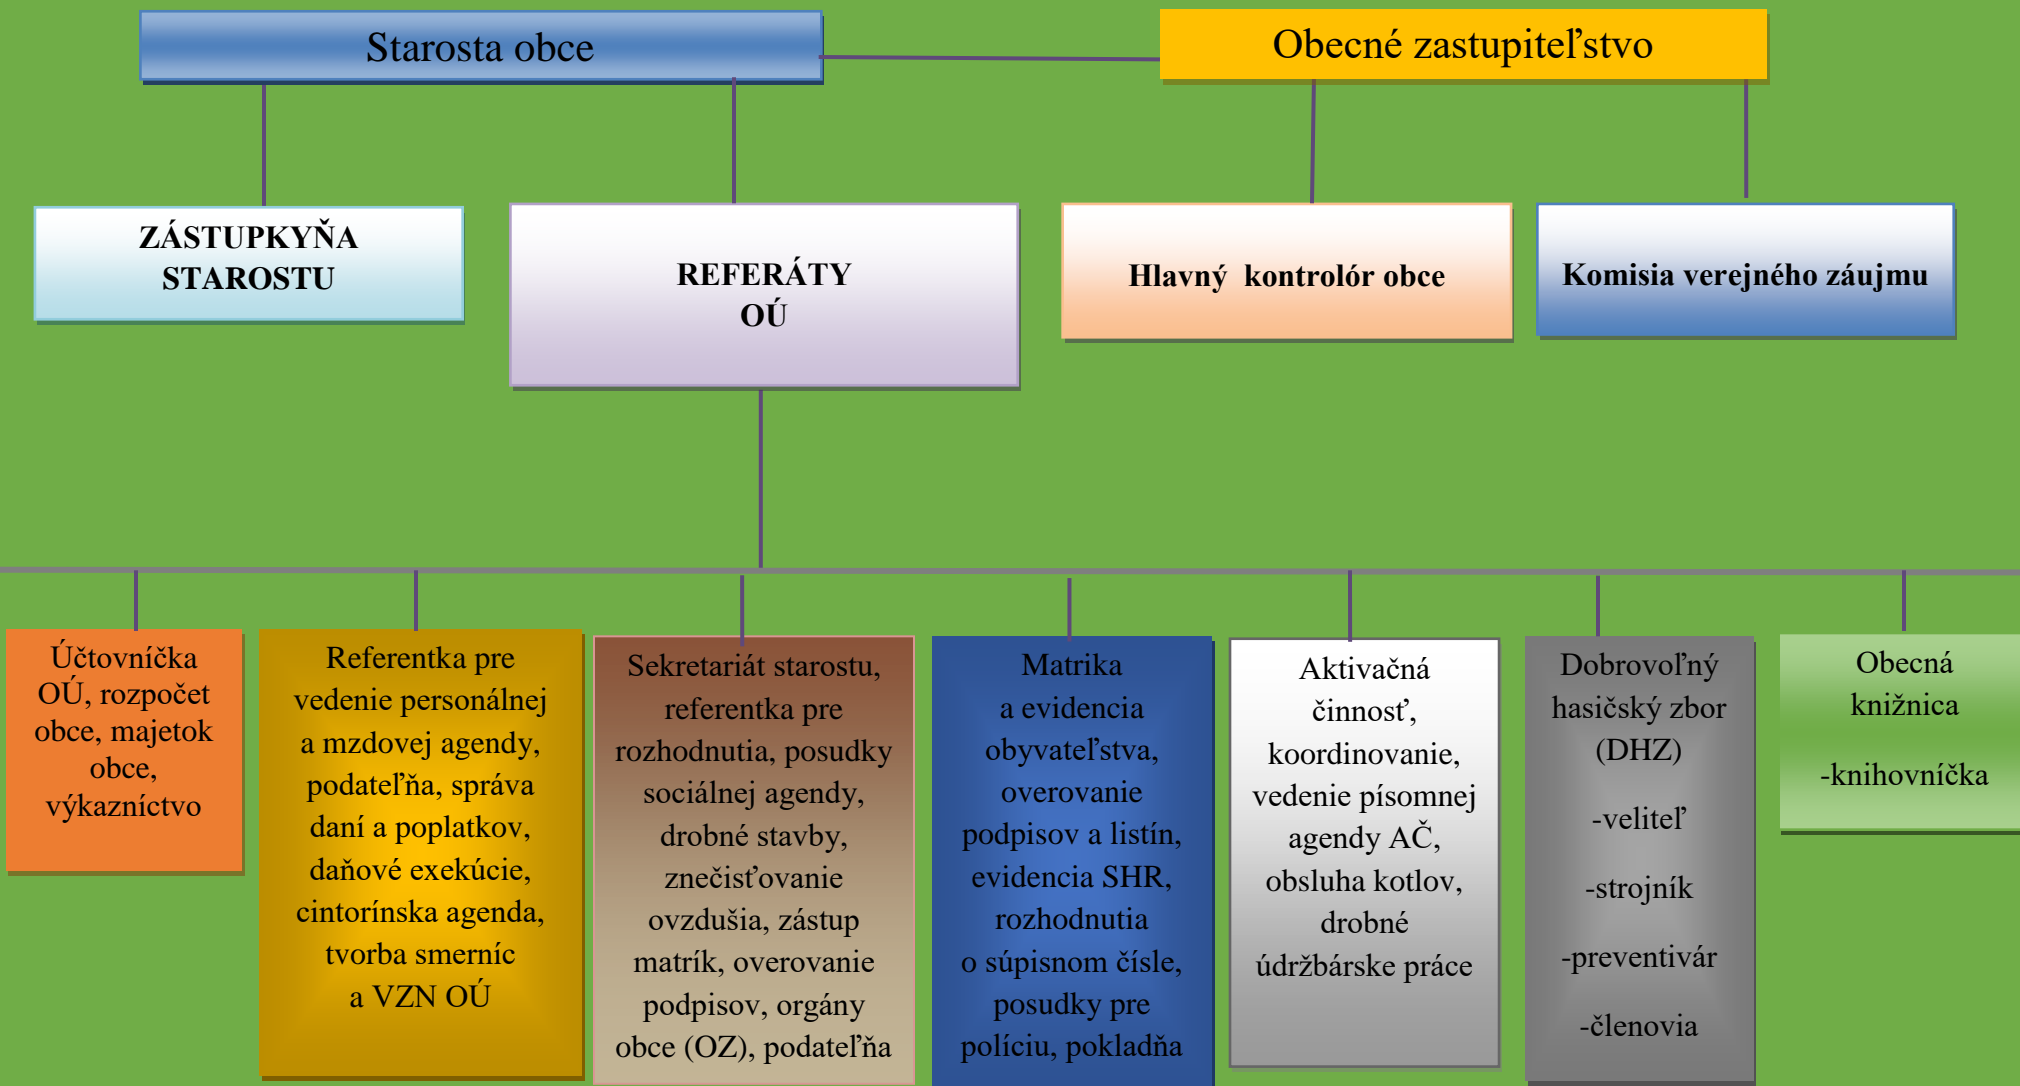 Starosta obce
Obecné zastupiteľstvo
ZÁSTUPKYŇA
STAROSTU
REFERÁTY
OÚ
Hlavný kontrolór obce
Komisia verejného záujmu
Účtovníčka
OÚ, rozpočet
obce, majetok
obce,
výkazníctvo
Referentka pre
vedenie personálnej
a mzdovej agendy,
podateľňa, správa
daní a poplatkov,
daňové exekúcie,
cintorínska agenda,
tvorba smerníc
a VZN OÚ
Sekretariát starostu,
referentka pre
rozhodnutia, posudky
sociálnej agendy,
drobné stavby,
znečisťovanie
ovzdušia, zástup
matrík, overovanie
podpisov, orgány
obce (OZ), podateľňa
Matrika
a evidencia
obyvateľstva,
overovanie
podpisov a listín,
evidencia SHR,
rozhodnutia
o súpisnom čísle,
posudky pre
políciu, pokladňa
Aktivačná
činnosť,
koordinovanie,
vedenie písomnej
agendy AČ,
obsluha kotlov,
drobné
údržbárske práce
Dobrovoľný
hasičský zbor
(DHZ)
-veliteľ
-strojník
-preventivár
-členovia
Obecná
knižnica
-knihovníčka